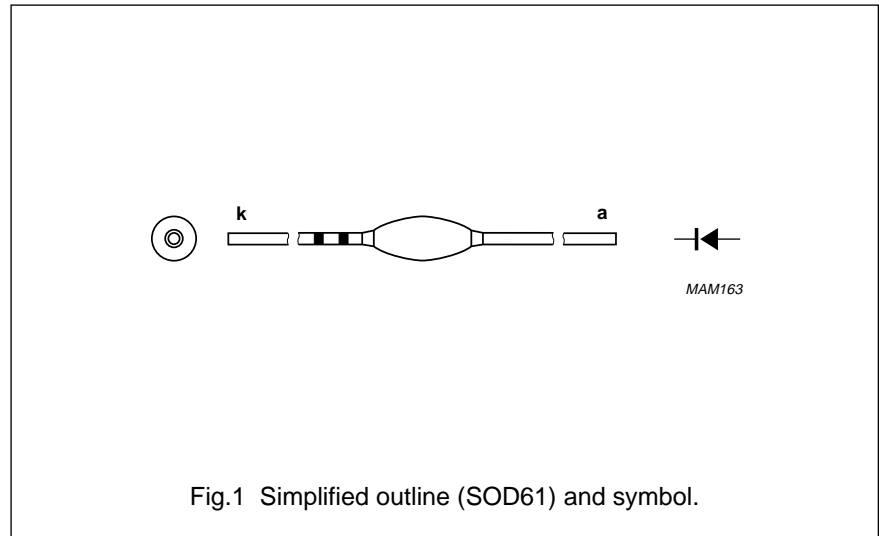 k
a
MAM163
Fig.1 Simplified outline (SOD61) and symbol.